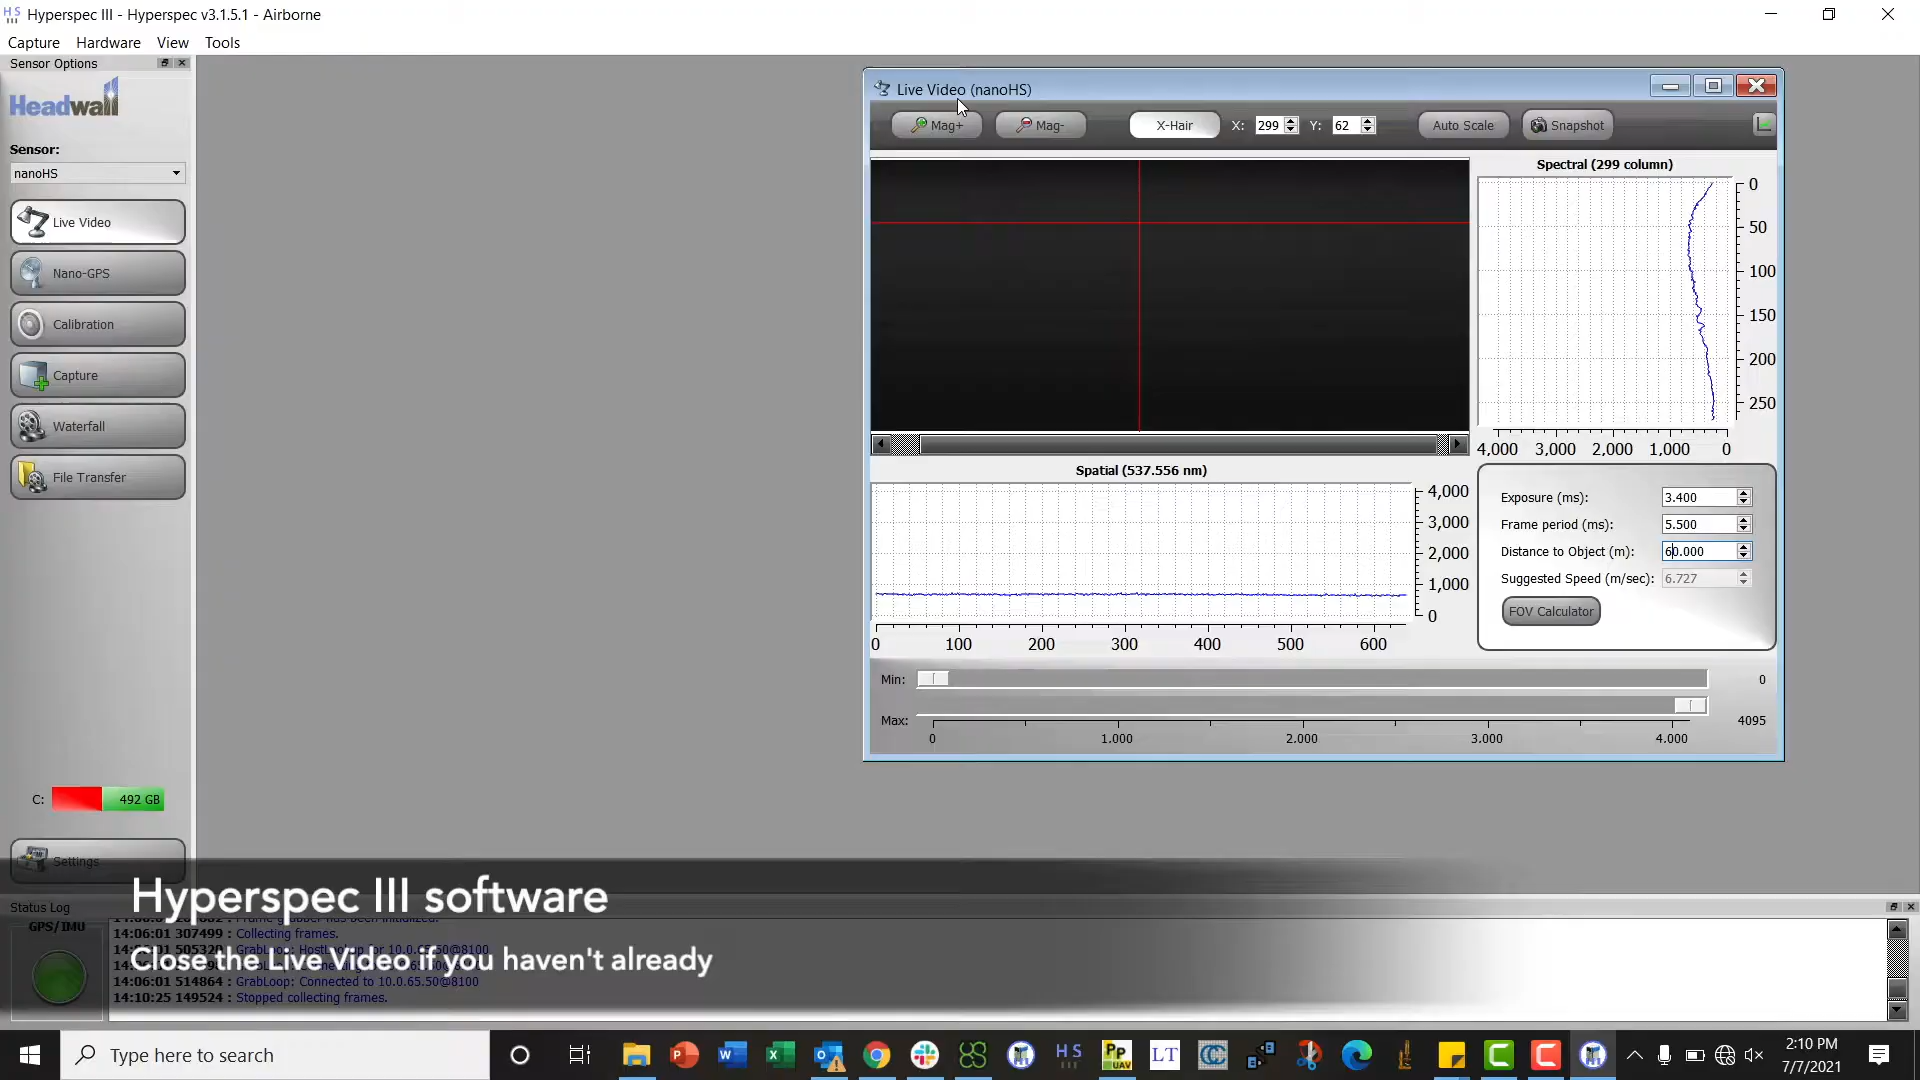 Hyperspec III - Hyperspec v3.1.5.1 - Airborne
Capture Hardware View Tools
Sensor Options
Headwall
Sensor:
nanoHS
Live Video
Nano-GPS
Calibration
Capture
Waterfall
File Transfer
C: 492 GB
Settings
Live Video (nanoHS)
Mag+ Mag- X-Hair X: 299 Y: 62 Auto Scale Snapshot
Spectral (299 column)
0
50
100
150
200
250
4,000 3,000 2,000 1,000 0
Spatial (537.556 nm)
4,000
3,000
2,000
1,000
0
0 100 200 300 400 500 600
Exposure (ms): 3.400
Frame period (ms): 5.500
Distance to Object (m): 60.000
Suggested Speed (m/sec): 6.727
FOV Calculator
Min: 0
Max: 4095
0 1.000 2.000 3.000 4.000
Hyperspec III software
Close the Live Video if you haven't already
Status Log
GPS/IMU
14:06:01 307499 : Collecting frames.
14:06:01 514864 : GrabLoop: Connected to 10.0.65.50@8100
14:10:25 149524 : Stopped collecting frames.
Type here to search
2:10 PM
7/7/2021